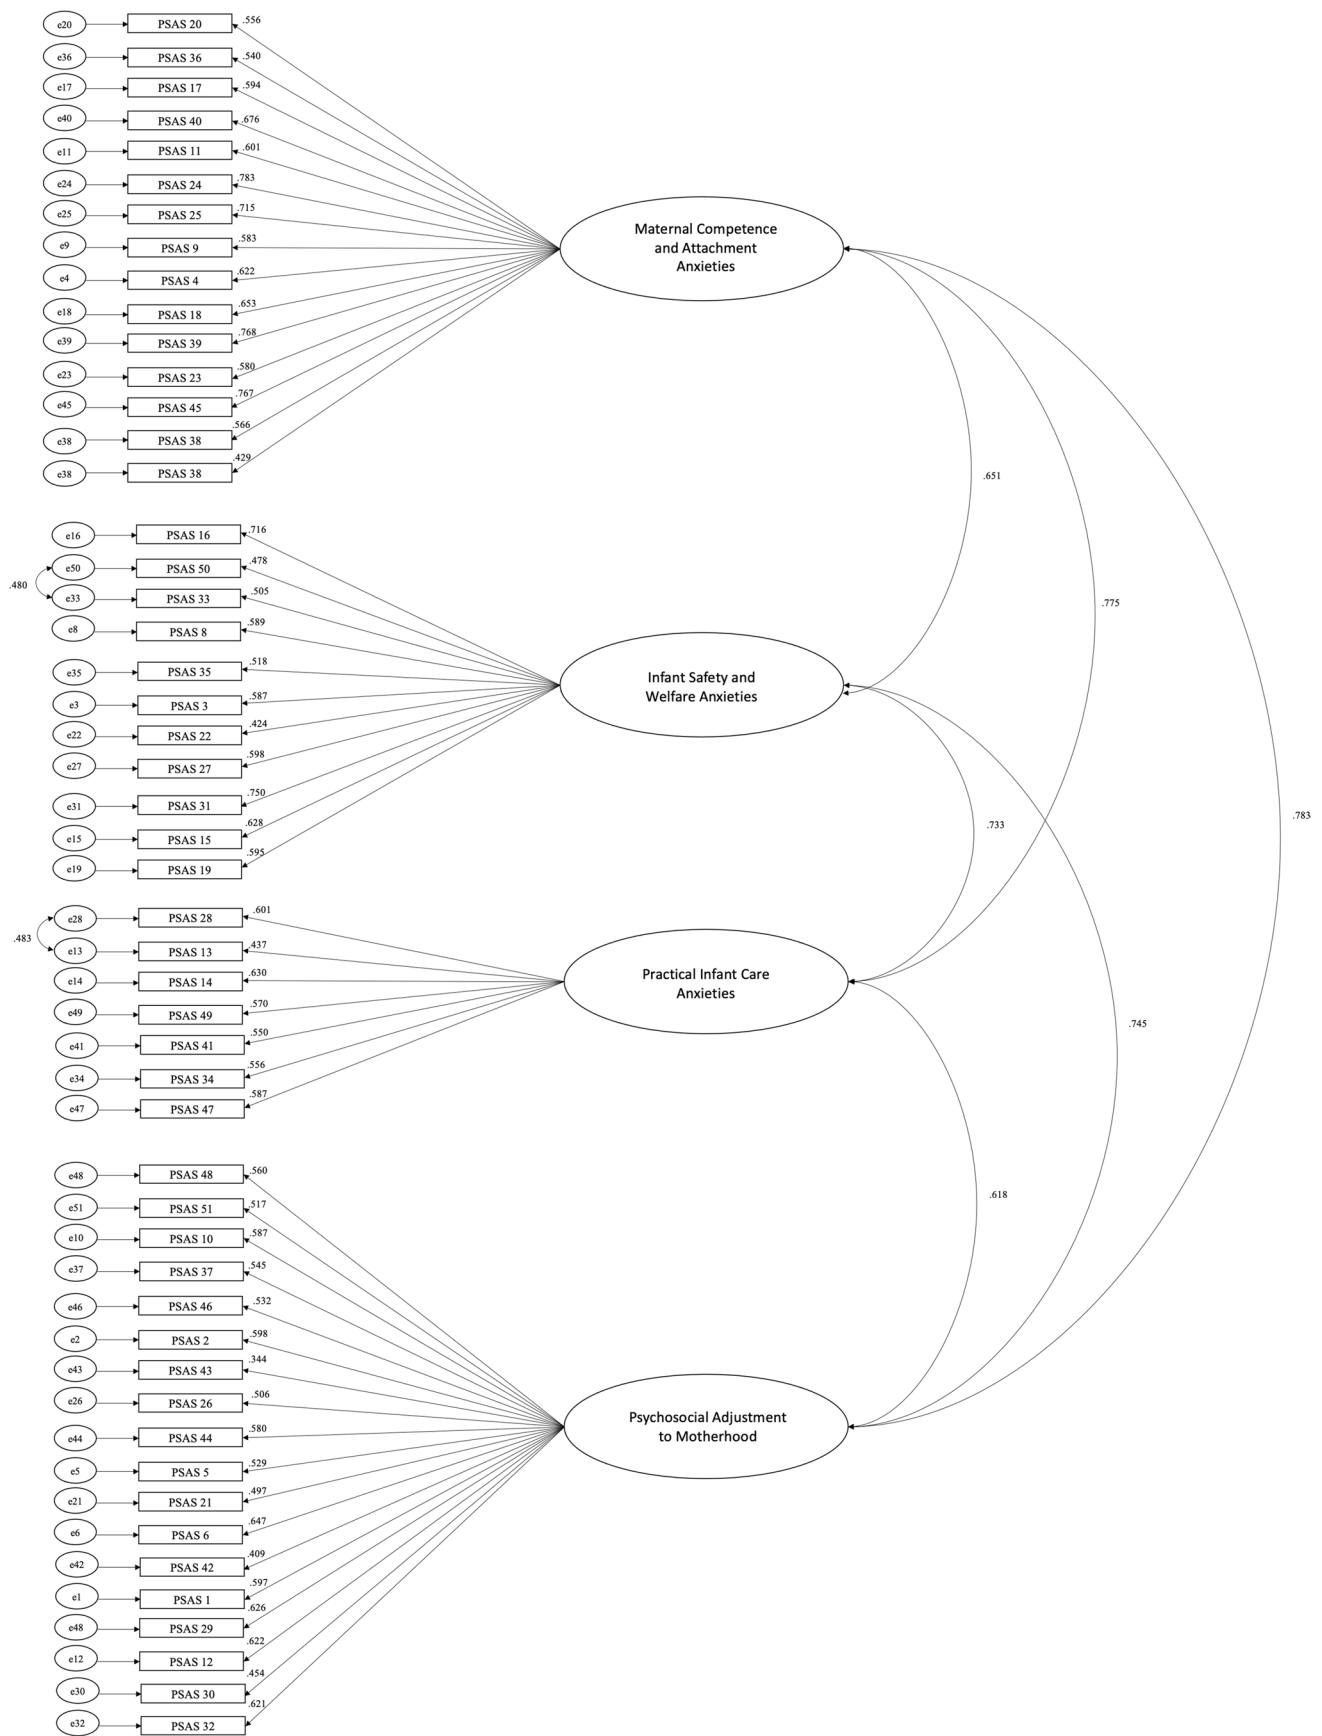 e20 PSAS 20 .556
e36 PSAS 36 .540
e17 PSAS 17 .594
e40 PSAS 40 .676
e11 PSAS 11 .601
e24 PSAS 24 .783
e25 PSAS 25 .715
e9 PSAS 9 .583
e4 PSAS 4 .622
e18 PSAS 18 .653
e39 PSAS 39 .768
e23 PSAS 23 .580
e45 PSAS 45 .767
e38 PSAS 38 .566
e38 PSAS 38 .429
Maternal Competence
and Attachment
Anxieties
.651
.775
.783
e16 PSAS 16 .716
e50 PSAS 50 .478
.480
e33 PSAS 33 .505
e8 PSAS 8 .589
e35 PSAS 35 .518
e3 PSAS 3 .587
e22 PSAS 22 .424
e27 PSAS 27 .598
e31 PSAS 31 .750
e15 PSAS 15 .628
e19 PSAS 19 .595
Infant Safety and
Welfare Anxieties
.733
.745
e28 PSAS 28 .601
.483
e13 PSAS 13 .437
e14 PSAS 14 .630
e49 PSAS 49 .570
e41 PSAS 41 .550
e34 PSAS 34 .556
e47 PSAS 47 .587
Practical Infant Care
Anxieties
.618
e48 PSAS 48 .560
e51 PSAS 51 .517
e10 PSAS 10 .587
e37 PSAS 37 .545
e46 PSAS 46 .532
e2 PSAS 2 .598
e43 PSAS 43 .344
e26 PSAS 26 .506
e44 PSAS 44 .580
e5 PSAS 5 .529
e21 PSAS 21 .497
e6 PSAS 6 .647
e42 PSAS 42 .409
e1 PSAS 1 .597
e48 PSAS 29 .626
e12 PSAS 12 .622
e30 PSAS 30 .454
e32 PSAS 32 .621
Psychosocial Adjustment
to Motherhood